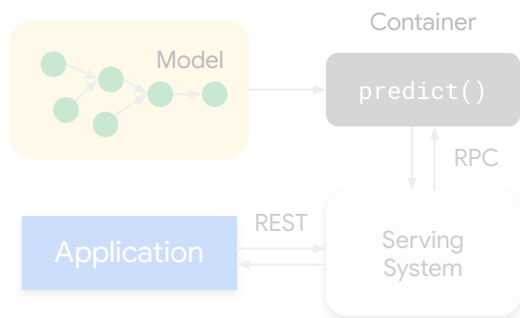 Container
Model
predict()
RPC
REST
Application
Serving
System